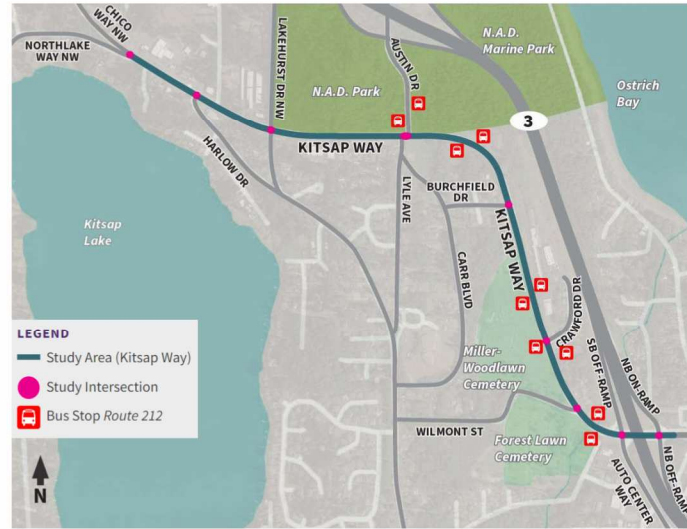 CHICO
WAY NW
NORTHLAKE
WAY NW
LAKEHURST DR NW
AUSTIN DR
N.A.D.
Marine Park
N.A.D. Park
Ostrich
Bay
3
KITSAP WAY
HARLOW DR
LYLE AVE
BURCHFIELD
DR
KITSAP WAY
Kitsap
Lake
CARR BLVD
CRAWFORD DR
SB OFF-RAMP
NB ON-RAMP
LEGEND
Study Area (Kitsap Way)
Study Intersection
Bus Stop Route 212
Miller-
Woodlawn
Cemetery
WILMONT ST
Forest Lawn
Cemetery
AUTO CENTER
WAY
NB OFF-RAMP
N